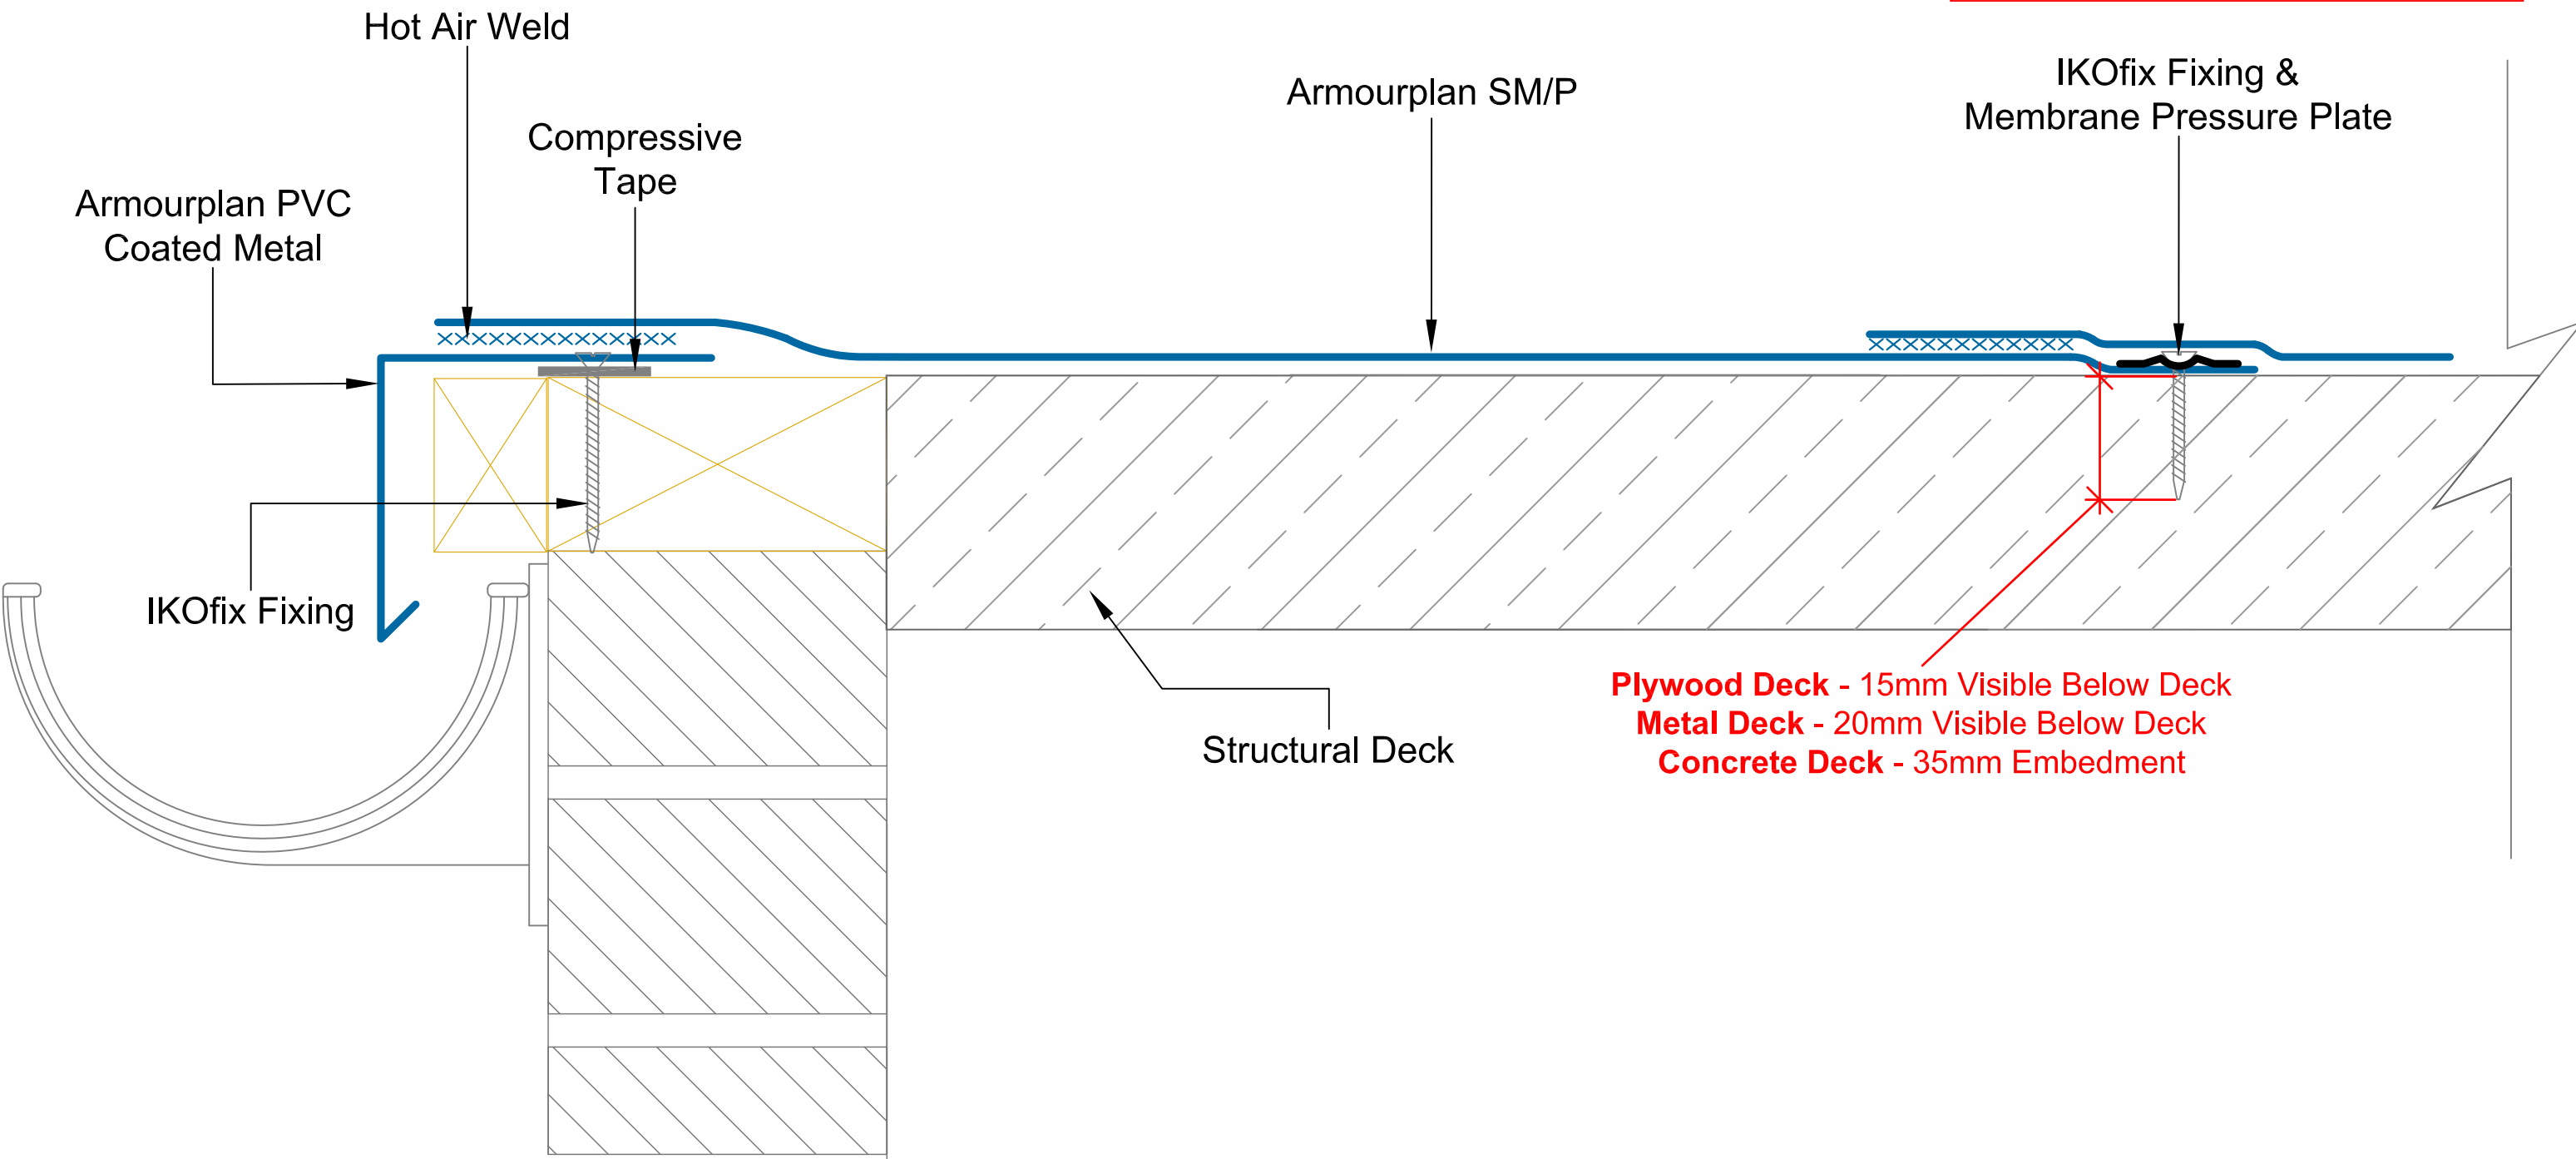 Hot Air Weld
Compressive
Tape
Armourplan PVC
Coated Metal
Armourplan SM/P
IKOfix Fixing &
Membrane Pressure Plate
IKOfix Fixing
Structural Deck
Plywood Deck - 15mm Visible Below Deck
Metal Deck - 20mm Visible Below Deck
Concrete Deck - 35mm Embedment